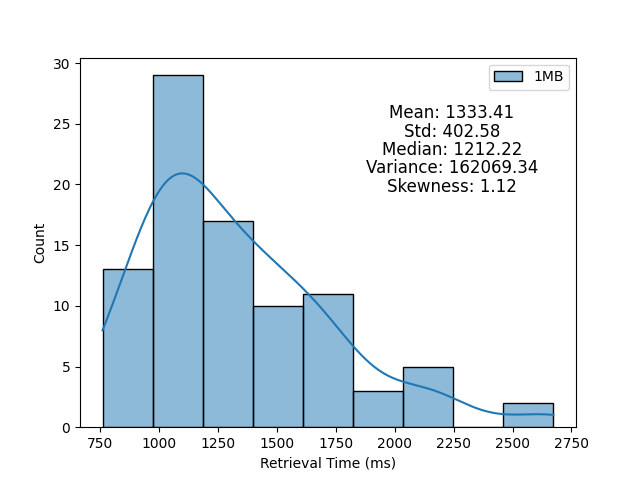 1MB
Mean: 1333.41
Std: 402.58
Median: 1212.22
Variance: 162069.34
Skewness: 1.12
30
25
20
15
10
5
0
Count
750 1000 1250 1500 1750 2000 2250 2500 2750
Retrieval Time (ms)